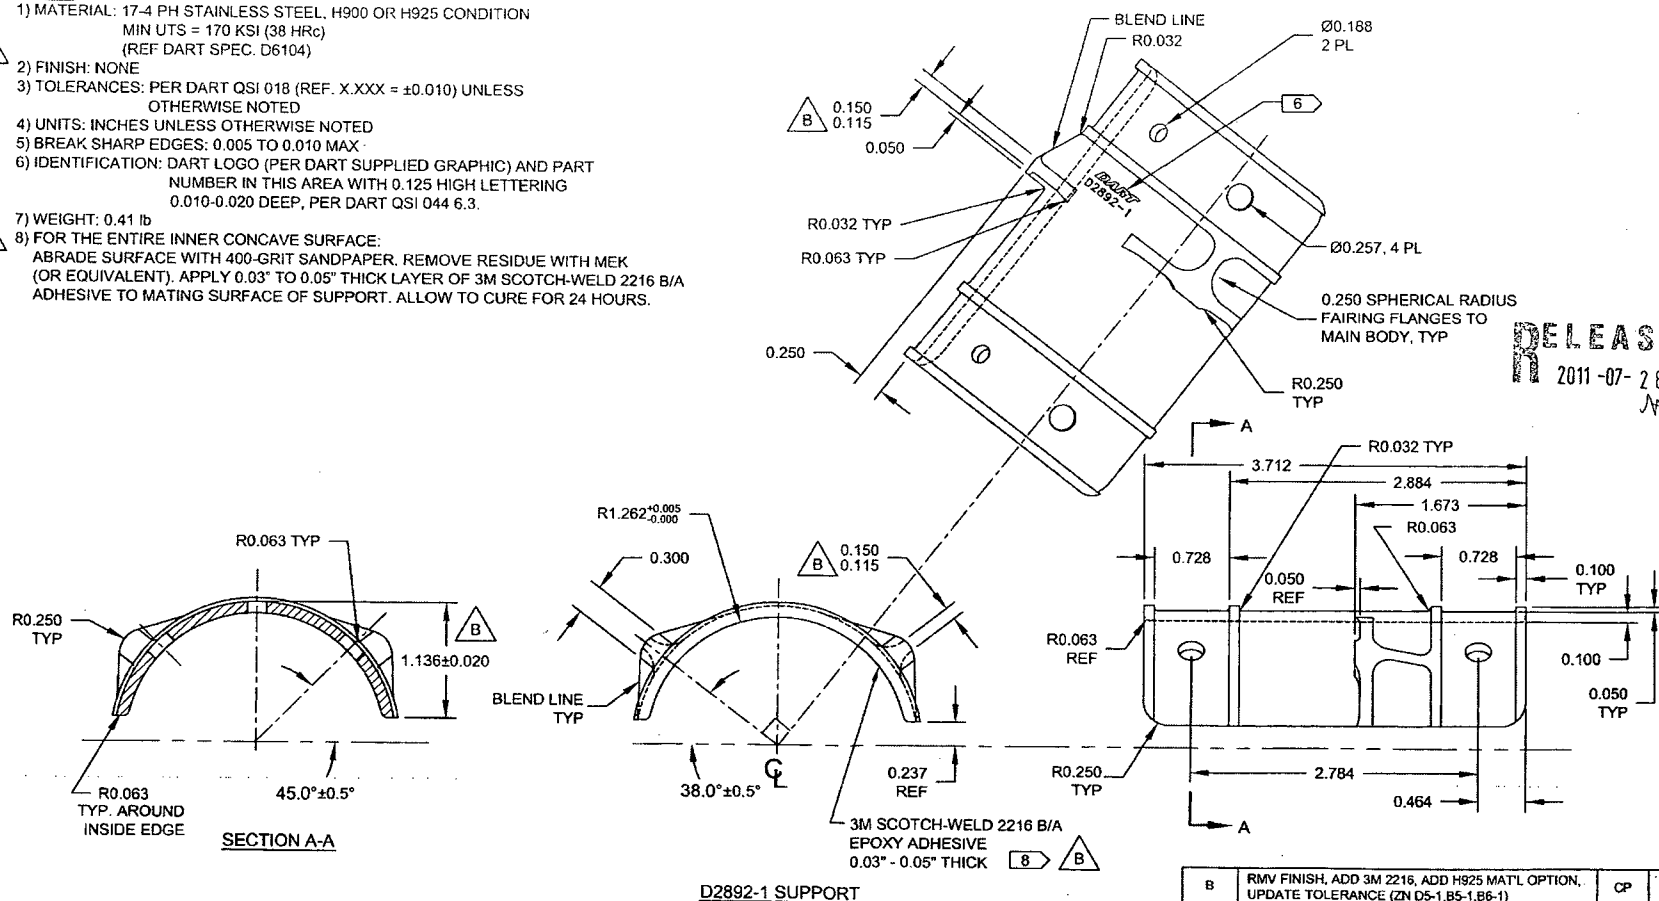 1) MATERIAL: 17-4 PH STAINLESS STEEL, H900 OR H925 CONDITION
MIN UTS = 170 KSI (38 HRc)
(REF DART SPEC. D6104)
2) FINISH: NONE
3) TOLERANCES: PER DART QSI 018 (REF. X.XXX = ±0.010) UNLESS
OTHERWISE NOTED
4) UNITS: INCHES UNLESS OTHERWISE NOTED
5) BREAK SHARP EDGES: 0.005 TO 0.010 MAX
6) IDENTIFICATION: DART LOGO (PER DART SUPPLIED GRAPHIC) AND PART
NUMBER IN THIS AREA WITH 0.125 HIGH LETTERING
0.010-0.020 DEEP, PER DART QSI 044 6.3.
7) WEIGHT: 0.41 lb
8) FOR THE ENTIRE INNER CONCAVE SURFACE:
ABRADE SURFACE WITH 400-GRIT SANDPAPER. REMOVE RESIDUE WITH MEK
(OR EQUIVALENT). APPLY 0.03" TO 0.05" THICK LAYER OF 3M SCOTCH-WELD 2216 B/A
ADHESIVE TO MATING SURFACE OF SUPPORT. ALLOW TO CURE FOR 24 HOURS.
BLEND LINE
R0.032
Ø0.188
2 PL
6
B
0.150
0.115
0.050
DART
D2892-1
R0.032 TYP
R0.063 TYP
Ø0.257, 4 PL
0.250 SPHERICAL RADIUS
FAIRING FLANGES TO
MAIN BODY, TYP
0.250
R0.250
TYP
RELEAS
2011-07-28
R0.063 TYP
R0.250
TYP
B
1.136±0.020
R0.063
TYP. AROUND
INSIDE EDGE
45.0°±0.5°
SECTION A-A
R1.262 +0.005
-0.000
0.300
B
0.150
0.115
BLEND LINE
TYP
38.0°±0.5°
CL
0.237
REF
3M SCOTCH-WELD 2216 B/A
EPOXY ADHESIVE
0.03" - 0.05" THICK
8
B
D2892-1 SUPPORT
A
R0.032 TYP
3.712
2.884
1.673
R0.063
0.728
0.728
0.050
REF
0.100
TYP
R0.063
REF
0.100
0.050
TYP
R0.250
TYP
2.784
0.464
A
B
RMV FINISH, ADD 3M 2216, ADD H925 MAT'L OPTION,
UPDATE TOLERANCE (ZN D5-1,B5-1,B6-1)
CP